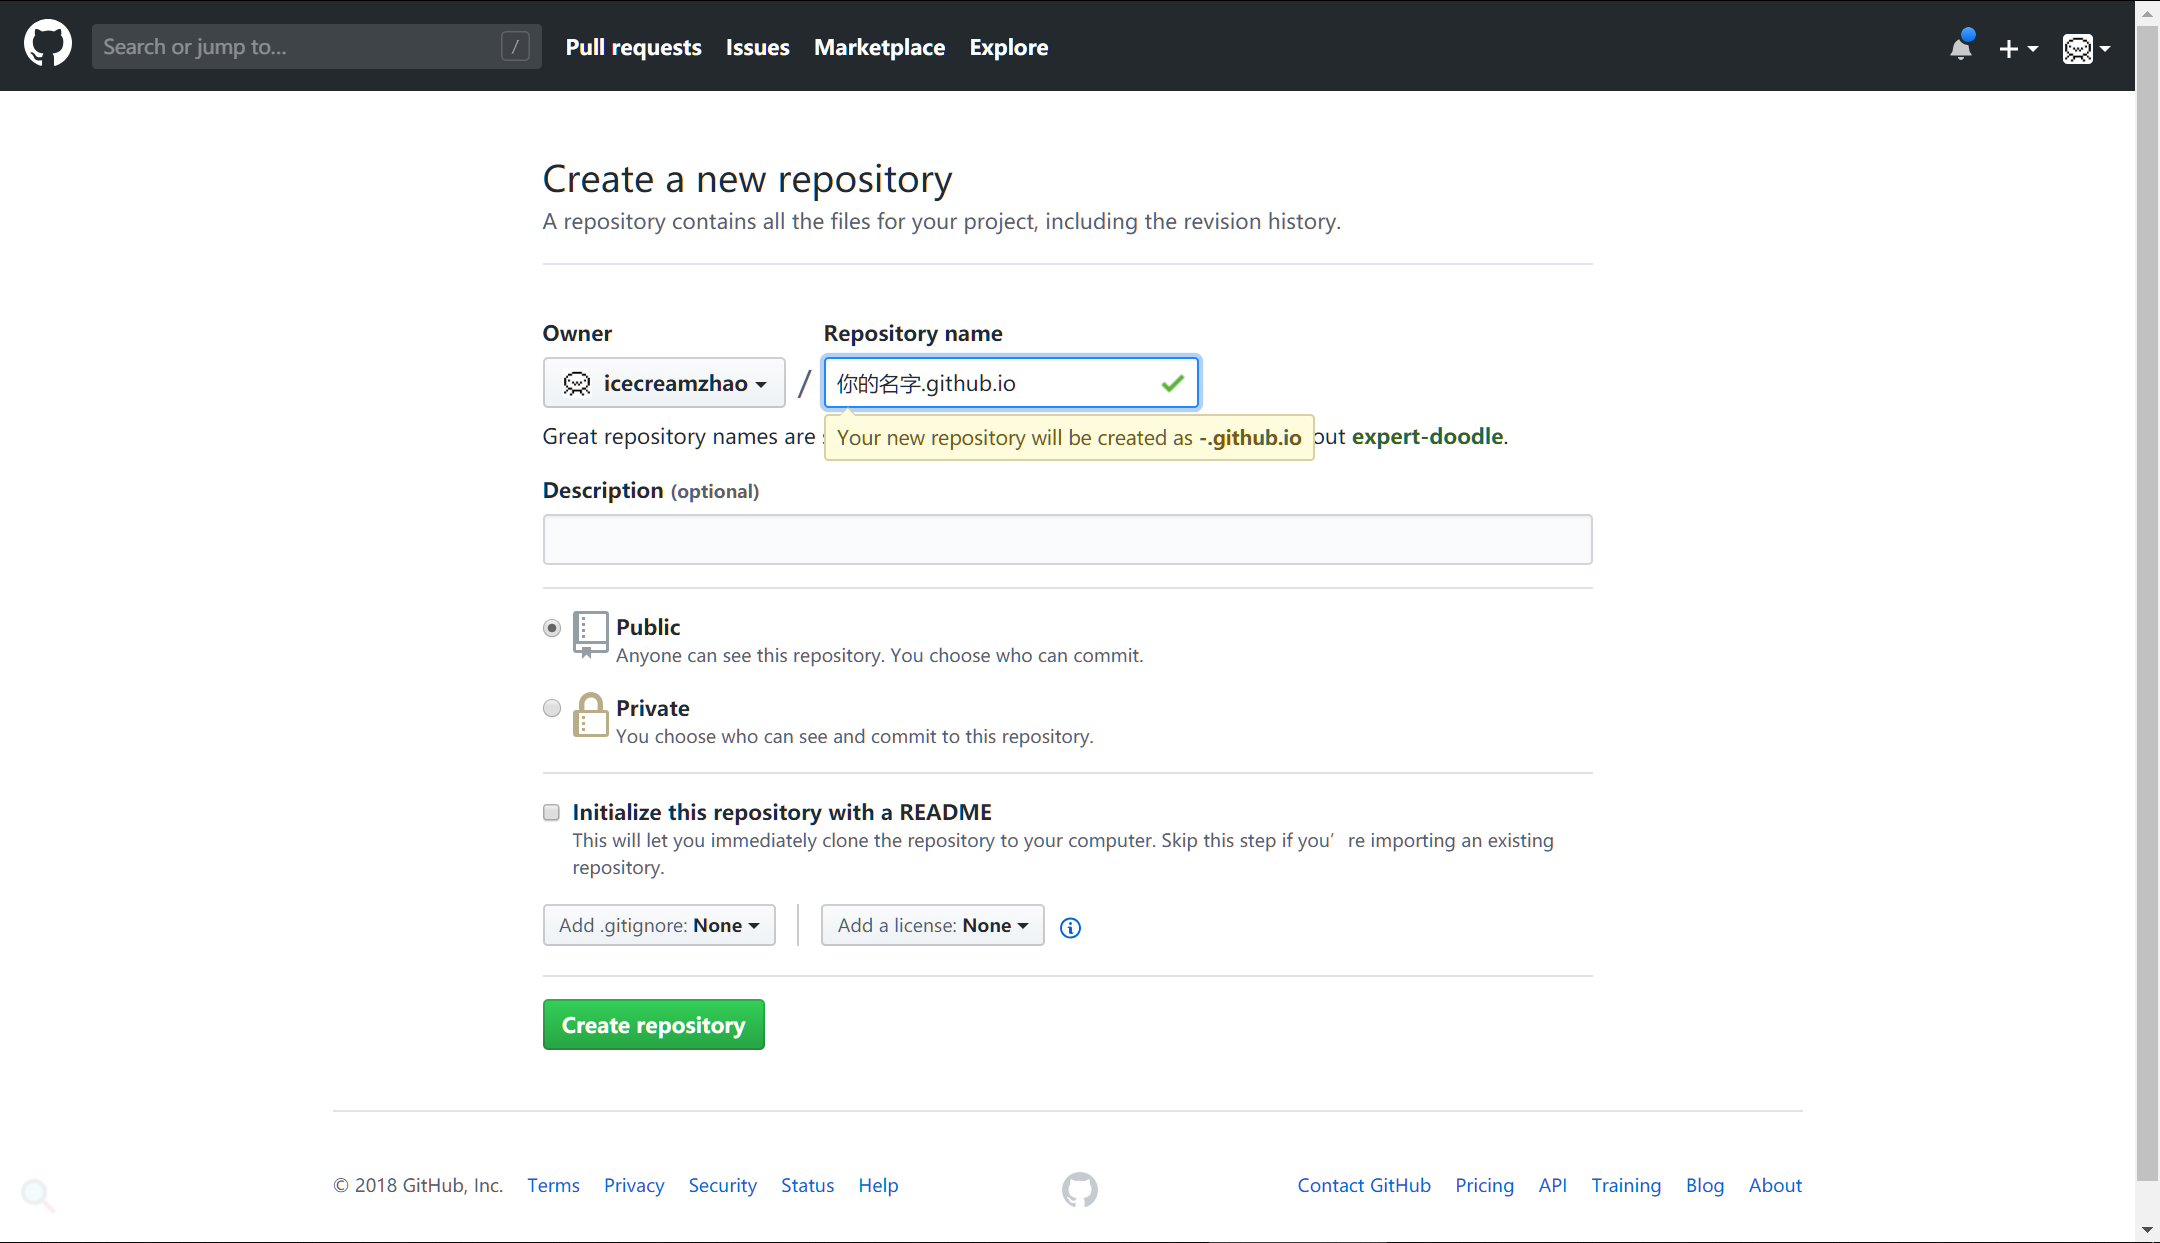 Search or jump to... /
Pull requests Issues Marketplace Explore
Create a new repository
A repository contains all the files for your project, including the revision history.
Owner Repository name
icecreamzhao / 你的名字.github.io
Great repository names are
Your new repository will be created as -.github.io
out expert-doodle.
Description (optional)
Public
Anyone can see this repository. You choose who can commit.
Private
You choose who can see and commit to this repository.
Initialize this repository with a README
This will let you immediately clone the repository to your computer. Skip this step if you’re importing an existing
repository.
Add .gitignore: None Add a license: None
Create repository
© 2018 GitHub, Inc. Terms Privacy Security Status Help Contact GitHub Pricing API Training Blog About